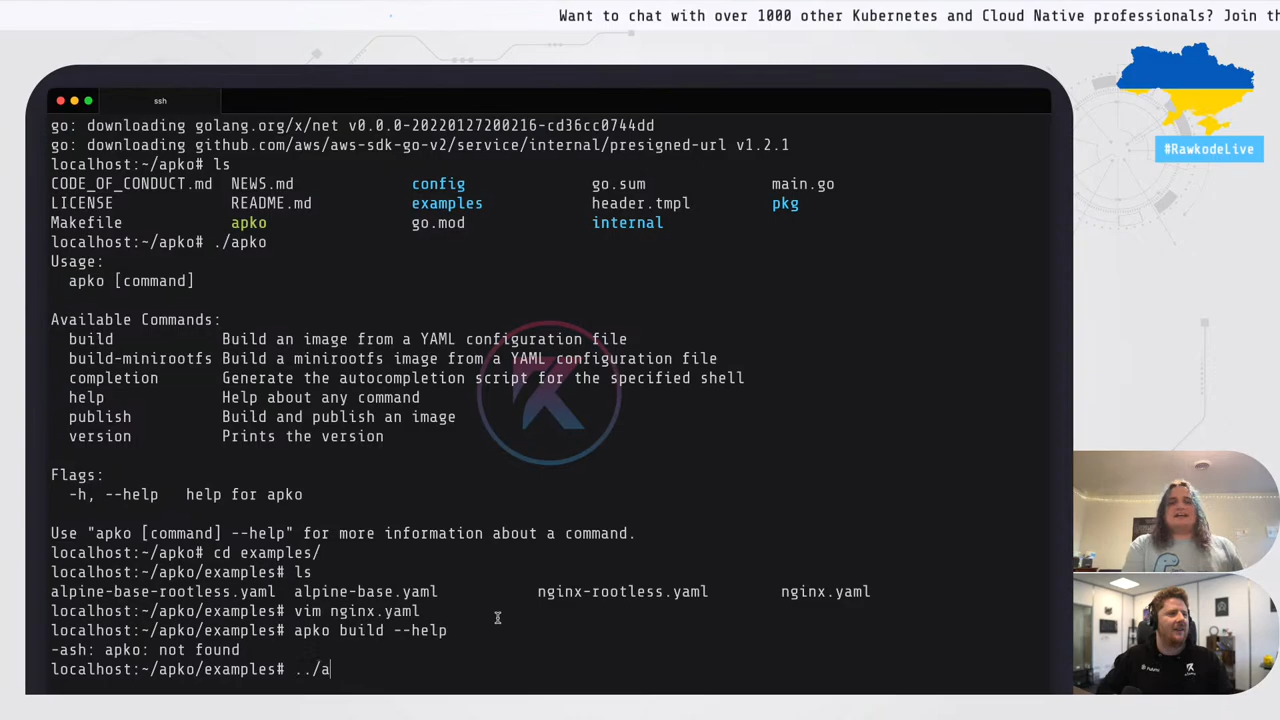 Want to chat with over 1000 other Kubernetes and Cloud Native professionals? Join th
ssh
go: downloading golang.org/x/net v0.0.0-20220127200216-cd36cc0744dd
go: downloading github.com/aws/aws-sdk-go-v2/service/internal/presigned-url v1.2.1
localhost:~/apko# ls
CODE_OF_CONDUCT.md NEWS.md config go.sum main.go
LICENSE README.md examples header.tmpl pkg
Makefile apko go.mod internal
localhost:~/apko# ./apko
Usage:
apko [command]
Available Commands:
build Build an image from a YAML configuration file
build-minirootfs Build a minirootfs image from a YAML configuration file
completion Generate the autocompletion script for the specified shell
help Help about any command
publish Build and publish an image
version Prints the version
Flags:
-h, --help help for apko
Use "apko [command] --help" for more information about a command.
localhost:~/apko# cd examples/
localhost:~/apko/examples# ls
alpine-base-rootless.yaml alpine-base.yaml nginx-rootless.yaml nginx.yaml
localhost:~/apko/examples# vim nginx.yaml
localhost:~/apko/examples# apko build --help
-ash: apko: not found
localhost:~/apko/examples# ../a
#RawkodeLive